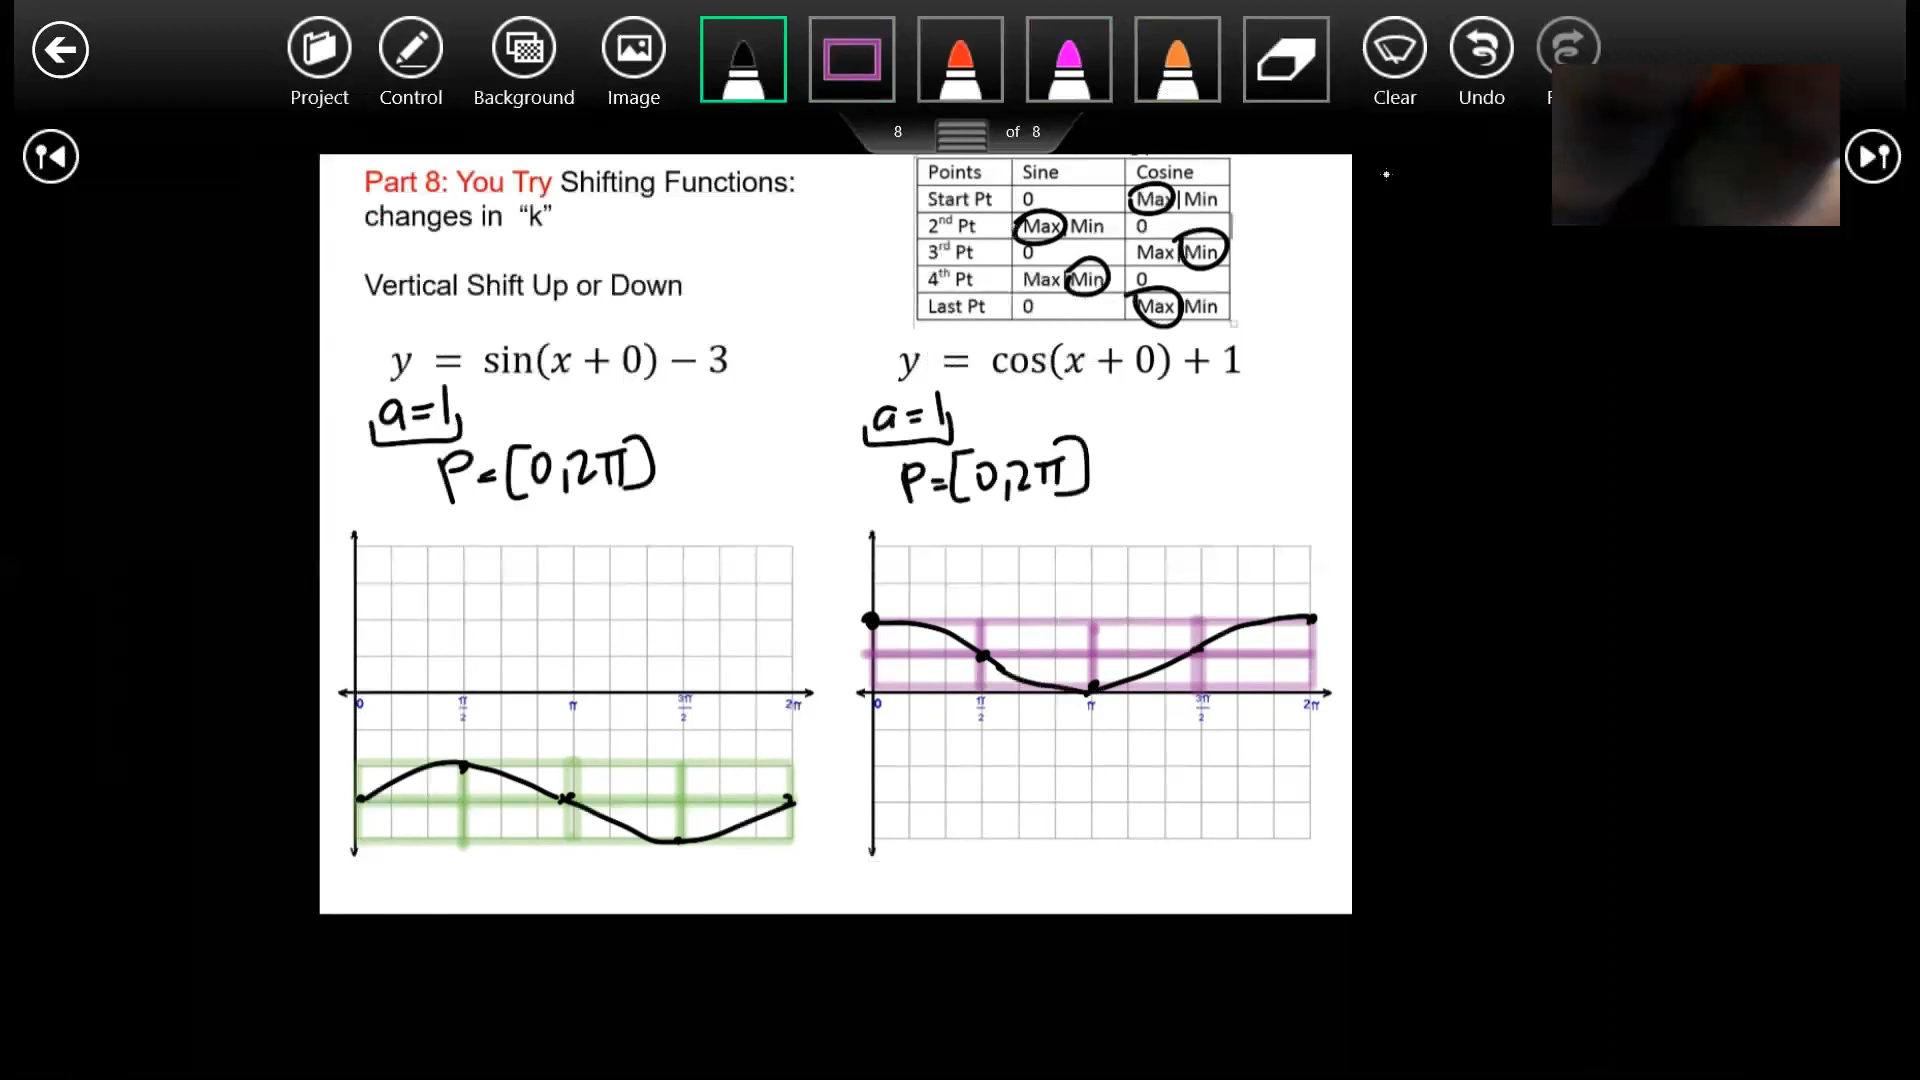 Project Control Background Image Clear Undo
8 of 8
Part 8: You Try Shifting Functions:
changes in “k”
Vertical Shift Up or Down
Points Sine Cosine
Start Pt 0 Max|Min
2nd Pt Max|Min 0
3rd Pt 0 Max|Min
4th Pt Max|Min 0
Last Pt 0 Max|Min
y = sin(x + 0) − 3
a=1
P=[0,2π]
y = cos(x + 0) + 1
a=1
P=[0,2π]
0 π/2 π 3π/2 2π
0 π/2 π 3π/2 2π